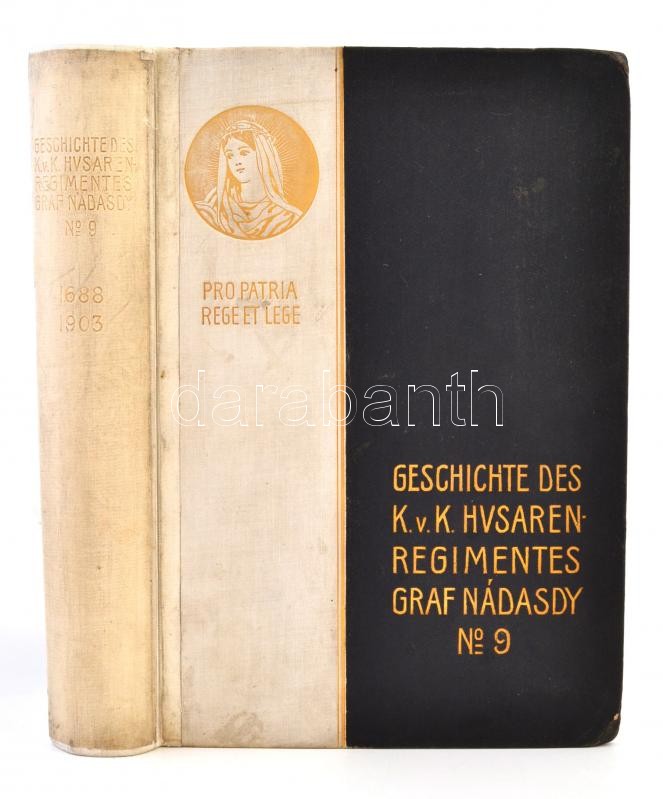 GESCHICHTE DES
K.v.K. HVSAREN-
REGIMENTES
GRAF NÁDASDY
No 9
1688
1903
PRO PATRIA
REGE ET LEGE
darabanth
GESCHICHTE DES
K.v.K. HVSAREN-
REGIMENTES
GRAF NÁDASDY
No 9